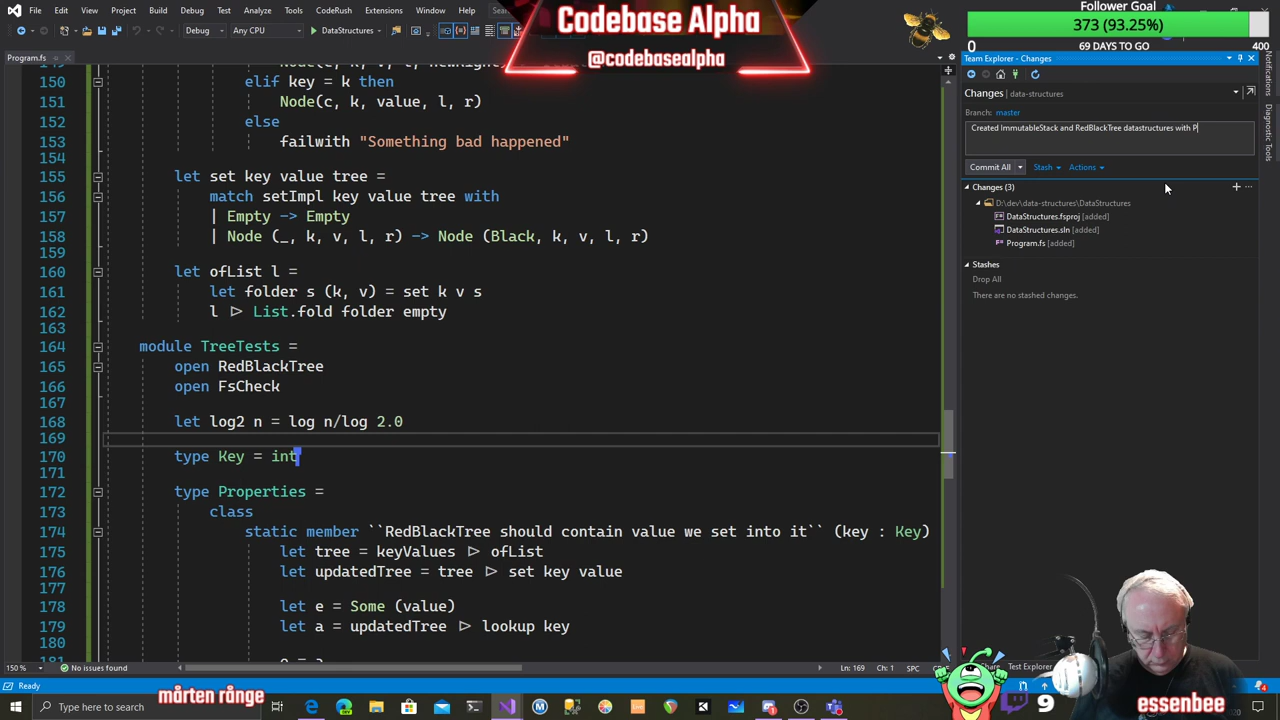 File
Edit
View
Git
Project
Build
Debug
Test
Analyze
Tools
CodeRush
Extensions
Window
Help
Codebase Alpha
@codebasealpha
Follower Goal
373 (93.25%)
0
69 DAYS TO GO
400
Debug
Any CPU
DataStructures
Program.fs
150 elif key = k then
151 Node(c, k, value, l, r)
152 else
153 failwith "Something bad happened"
154
155 let set key value tree =
156 match setImpl key value tree with
157 | Empty -> Empty
158 | Node (_, k, v, l, r) -> Node (Black, k, v, l, r)
159
160 let ofList l =
161 let folder s (k, v) = set k v s
162 l |> List.fold folder empty
163
164 module TreeTests =
165 open RedBlackTree
166 open FsCheck
167
168 let log2 n = log n/log 2.0
169
170 type Key = int
171
172 type Properties =
173 class
174 static member ``RedBlackTree should contain value we set into it`` (key : Key)
175 let tree = keyValues |> ofList
176 let updatedTree = tree |> set key value
177
178 let e = Some (value)
179 let a = updatedTree |> lookup key
180
Team Explorer - Changes
Changes | data-structures
Branch: master
Created ImmutableStack and RedBlackTree datastructures with P
Commit All
Stash
Actions
Changes (3)
D:\dev\data-structures\DataStructures
DataStructures.fsproj [added]
DataStructures.sln [added]
Program.fs [added]
Stashes
Drop All
There are no stashed changes.
Notifications
Diagnostic Tools
150 %
No issues found
Ln: 169
Ch: 1
SPC
CRLF
Test Explorer
Ready
mårten rånge
9
essenbee
Type here to search